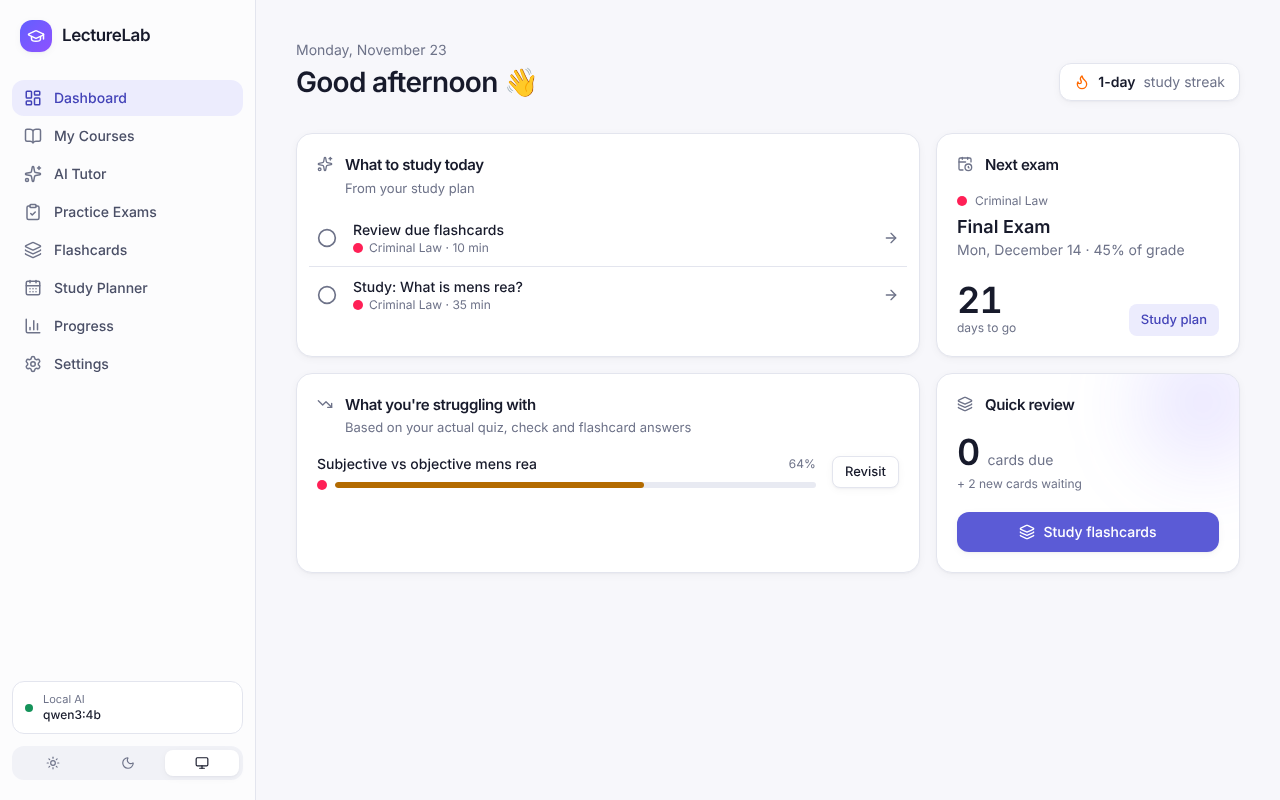 LectureLab
Dashboard
My Courses
AI Tutor
Practice Exams
Flashcards
Study Planner
Progress
Settings
Local AI
qwen3:4b
Monday, November 23
Good afternoon 👋
1-day study streak
What to study today
From your study plan
Review due flashcards
Criminal Law · 10 min
Study: What is mens rea?
Criminal Law · 35 min
Next exam
Criminal Law
Final Exam
Mon, December 14 · 45% of grade
21
days to go
Study plan
What you're struggling with
Based on your actual quiz, check and flashcard answers
Subjective vs objective mens rea 64%
Revisit
Quick review
0 cards due
+ 2 new cards waiting
Study flashcards